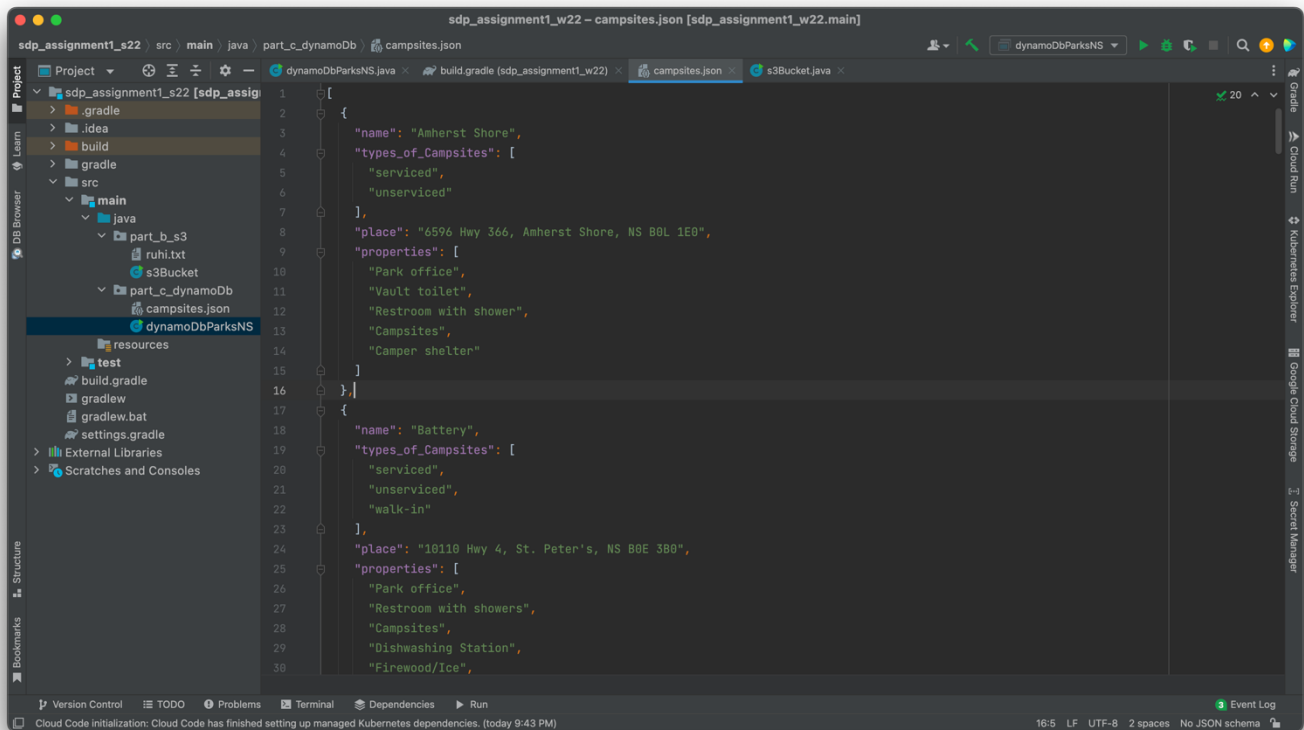 sdp_assignment1_w22 – campsites.json [sdp_assignment1_w22.main]
sdp_assignment1_s22 〉 src 〉 main 〉 java 〉 part_c_dynamoDb 〉 campsites.json
dynamoDbParksNS
Project
dynamoDbParksNS.java
build.gradle (sdp_assignment1_w22)
campsites.json
s3Bucket.java
Project
Learn
DB Browser
Structure
Bookmarks
sdp_assignment1_s22 [sdp_assig
.gradle
.idea
build
gradle
src
main
java
part_b_s3
ruhi.txt
s3Bucket
part_c_dynamoDb
campsites.json
dynamoDbParksNS
resources
test
build.gradle
gradlew
gradlew.bat
settings.gradle
External Libraries
Scratches and Consoles
1 [
2 {
3 "name": "Amherst Shore",
4 "types_of_Campsites": [
5 "serviced",
6 "unserviced"
7 ],
8 "place": "6596 Hwy 366, Amherst Shore, NS B0L 1E0",
9 "properties": [
10 "Park office",
11 "Vault toilet",
12 "Restroom with shower",
13 "Campsites",
14 "Camper shelter"
15 ]
16 },
17 {
18 "name": "Battery",
19 "types_of_Campsites": [
20 "serviced",
21 "unserviced",
22 "walk-in"
23 ],
24 "place": "10110 Hwy 4, St. Peter's, NS B0E 3B0",
25 "properties": [
26 "Park office",
27 "Restroom with showers",
28 "Campsites",
29 "Dishwashing Station",
30 "Firewood/Ice",
20
Gradle
Cloud Run
Kubernetes Explorer
Google Cloud Storage
Secret Manager
Version Control
TODO
Problems
Terminal
Dependencies
Run
3 Event Log
Cloud Code initialization: Cloud Code has finished setting up managed Kubernetes dependencies. (today 9:43 PM)
16:5 LF UTF-8 2 spaces No JSON schema